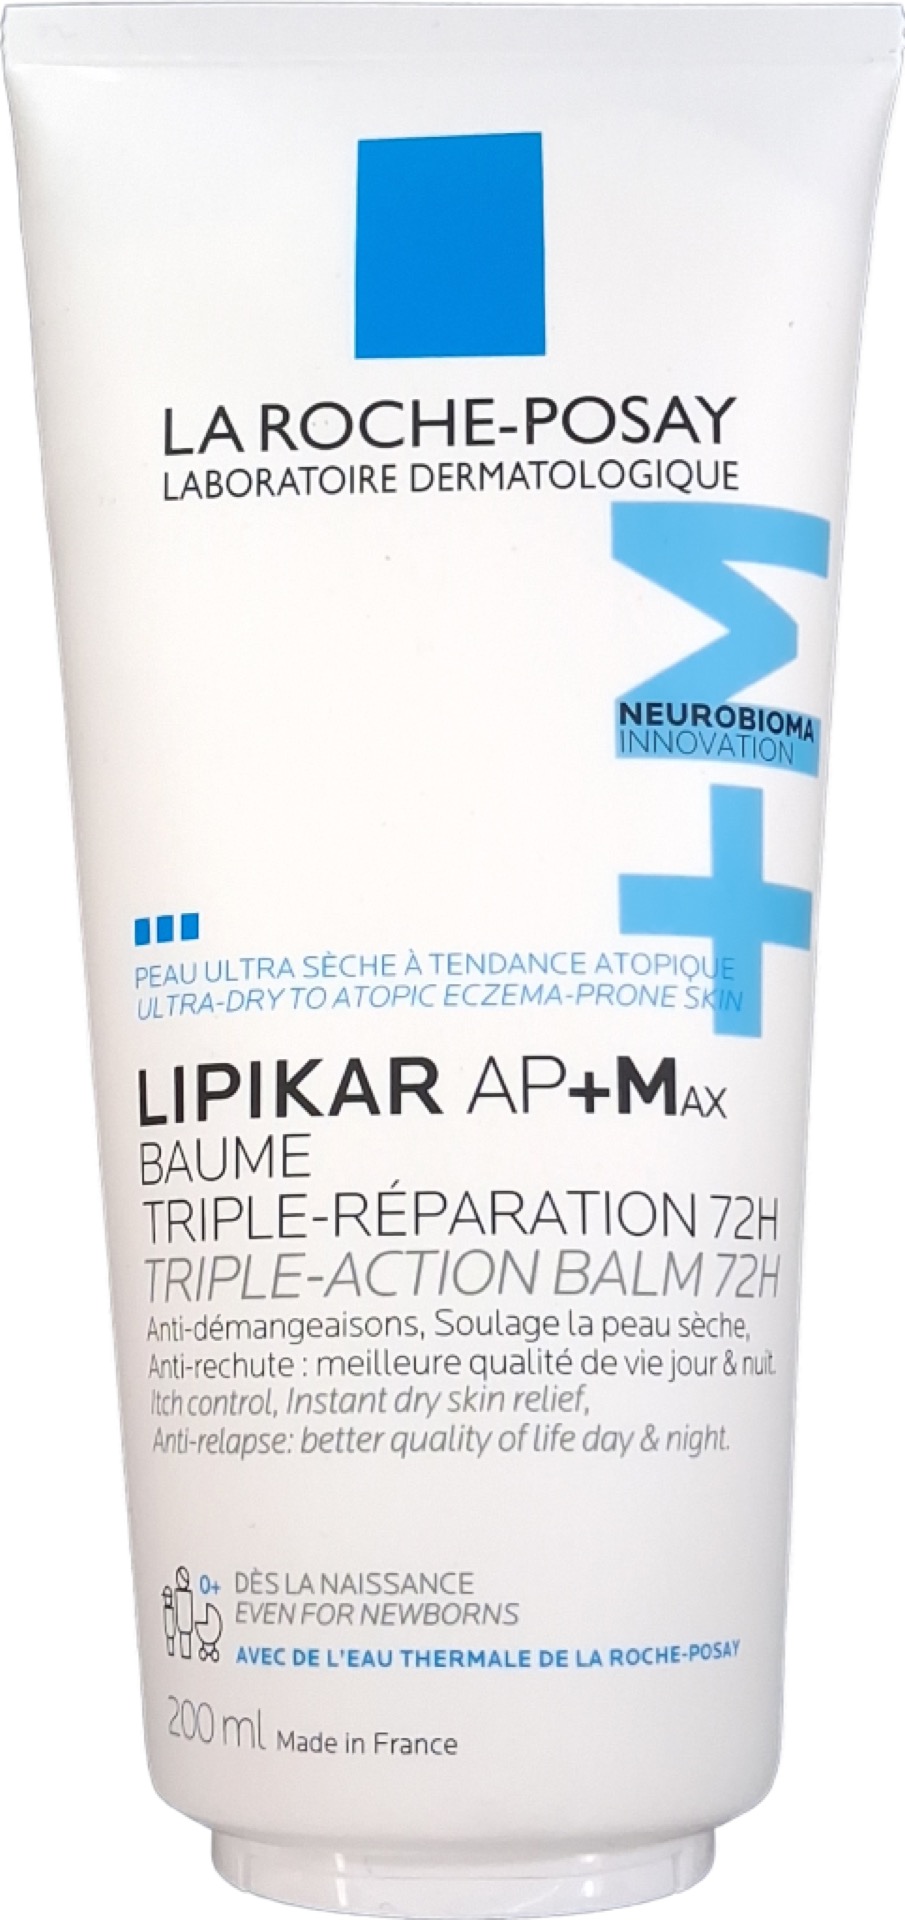 LA ROCHE-POSAY
LABORATOIRE DERMATOLOGIQUE
+M
NEUROBIOMA
INNOVATION
PEAU ULTRA SÈCHE À TENDANCE ATOPIQUE
ULTRA-DRY TO ATOPIC ECZEMA-PRONE SKIN
LIPIKAR AP+MAX
BAUME
TRIPLE-RÉPARATION 72H
TRIPLE-ACTION BALM 72H
Anti-démangeaisons, Soulage la peau sèche,
Anti-rechute : meilleure qualité de vie jour & nuit.
Itch control, Instant dry skin relief,
Anti-relapse: better quality of life day & night.
0+ DÈS LA NAISSANCE
EVEN FOR NEWBORNS
AVEC DE L'EAU THERMALE DE LA ROCHE-POSAY
200 ml Made in France